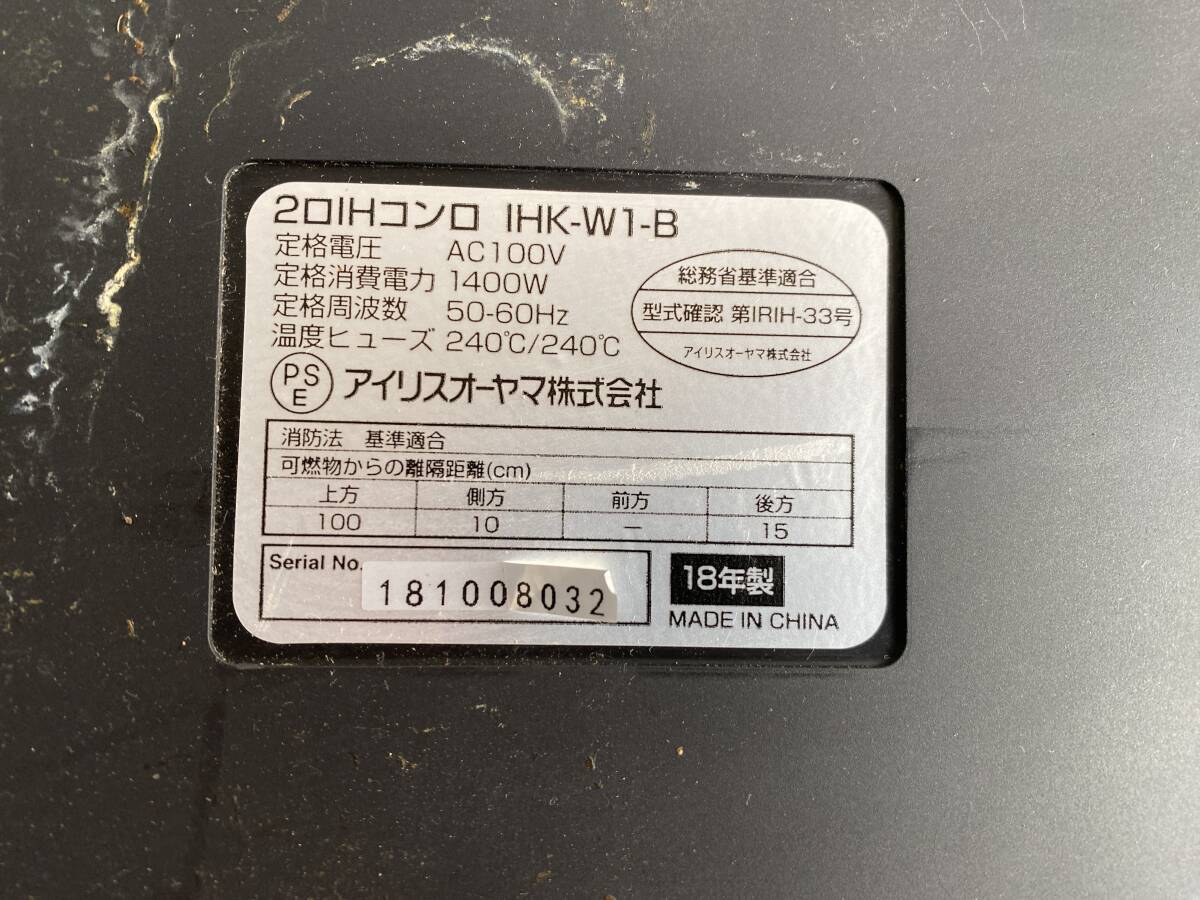 2口IHコンロ IHK-W1-B
定格電圧 AC100V
定格消費電力 1400W
定格周波数 50-60Hz
温度ヒューズ 240℃/240℃
総務省基準適合
型式確認 第IRIH-33号
アイリスオーヤマ株式会社
PS
E
アイリスオーヤマ株式会社
消防法 基準適合
可燃物からの離隔距離(cm)
上方 側方 前方 後方
100 10 — 15
Serial No. 181008032
18年製
MADE IN CHINA